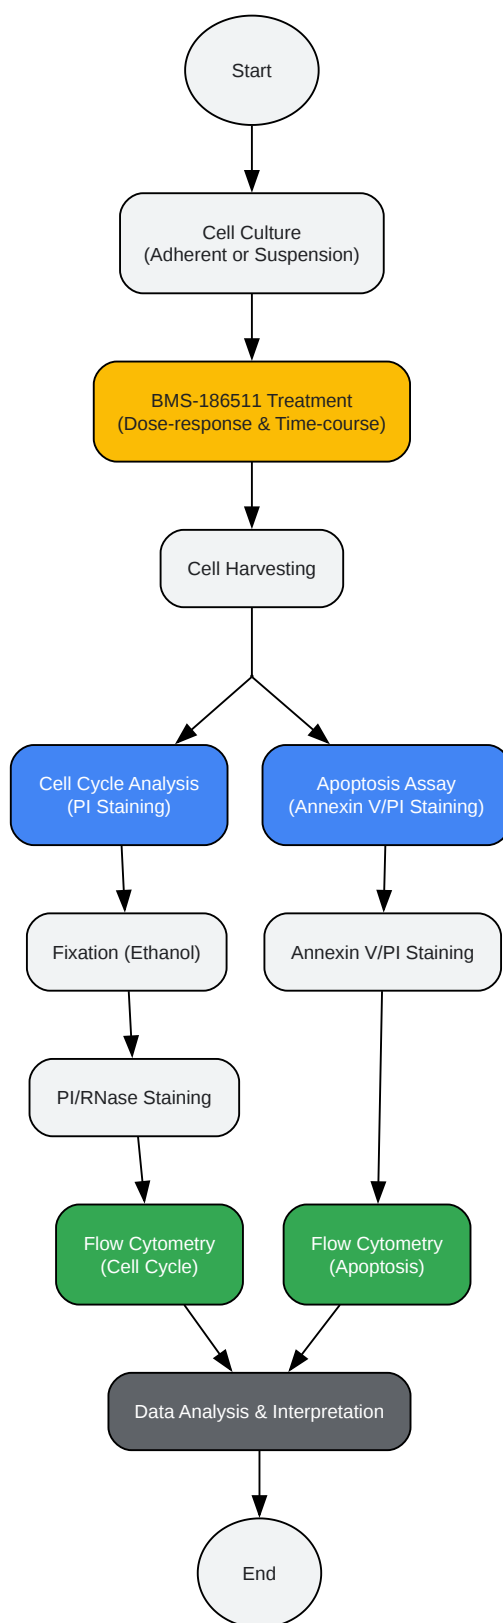 Start
Cell Culture
(Adherent or Suspension)
BMS-186511 Treatment
(Dose-response & Time-course)
Cell Harvesting
Cell Cycle Analysis
(PI Staining)
Apoptosis Assay
(Annexin V/PI Staining)
Fixation (Ethanol)
Annexin V/PI Staining
PI/RNase Staining
Flow Cytometry
(Cell Cycle)
Flow Cytometry
(Apoptosis)
Data Analysis & Interpretation
End